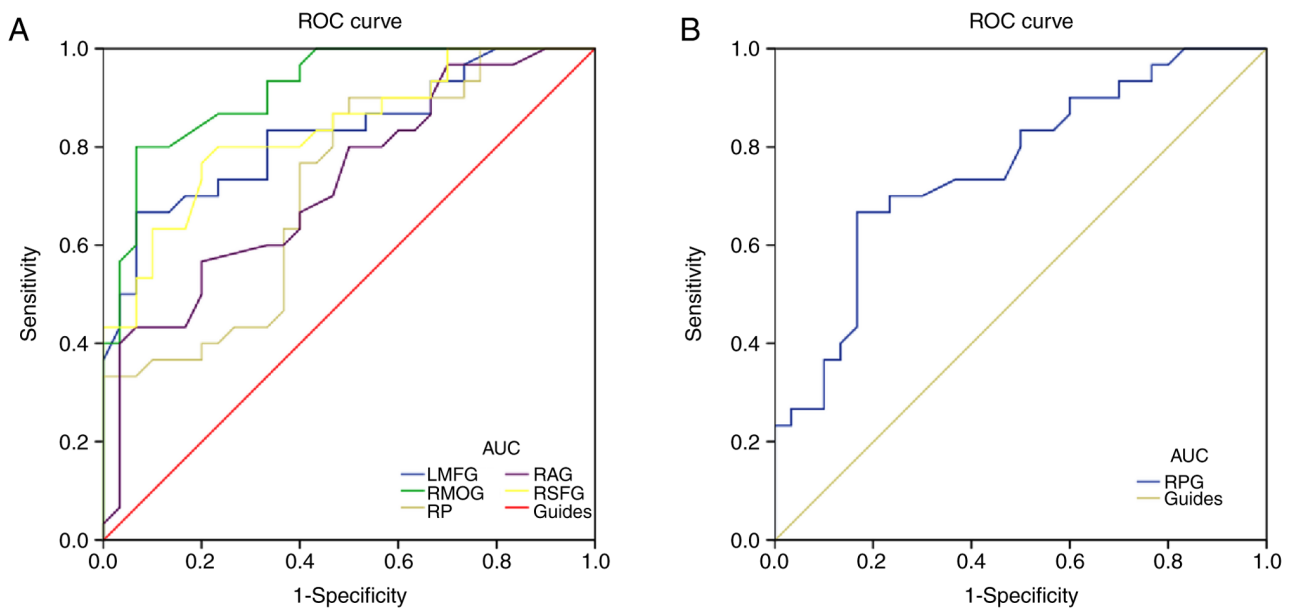 A
ROC curve
1.0
0.8
0.6
0.4
0.2
0.0
Sensitivity
AUC
LMFG RAG
RMOG RSFG
RP Guides
0.0 0.2 0.4 0.6 0.8 1.0
1-Specificity
B
ROC curve
1.0
0.8
0.6
0.4
0.2
0.0
Sensitivity
AUC
RPG
Guides
0.0 0.2 0.4 0.6 0.8 1.0
1-Specificity